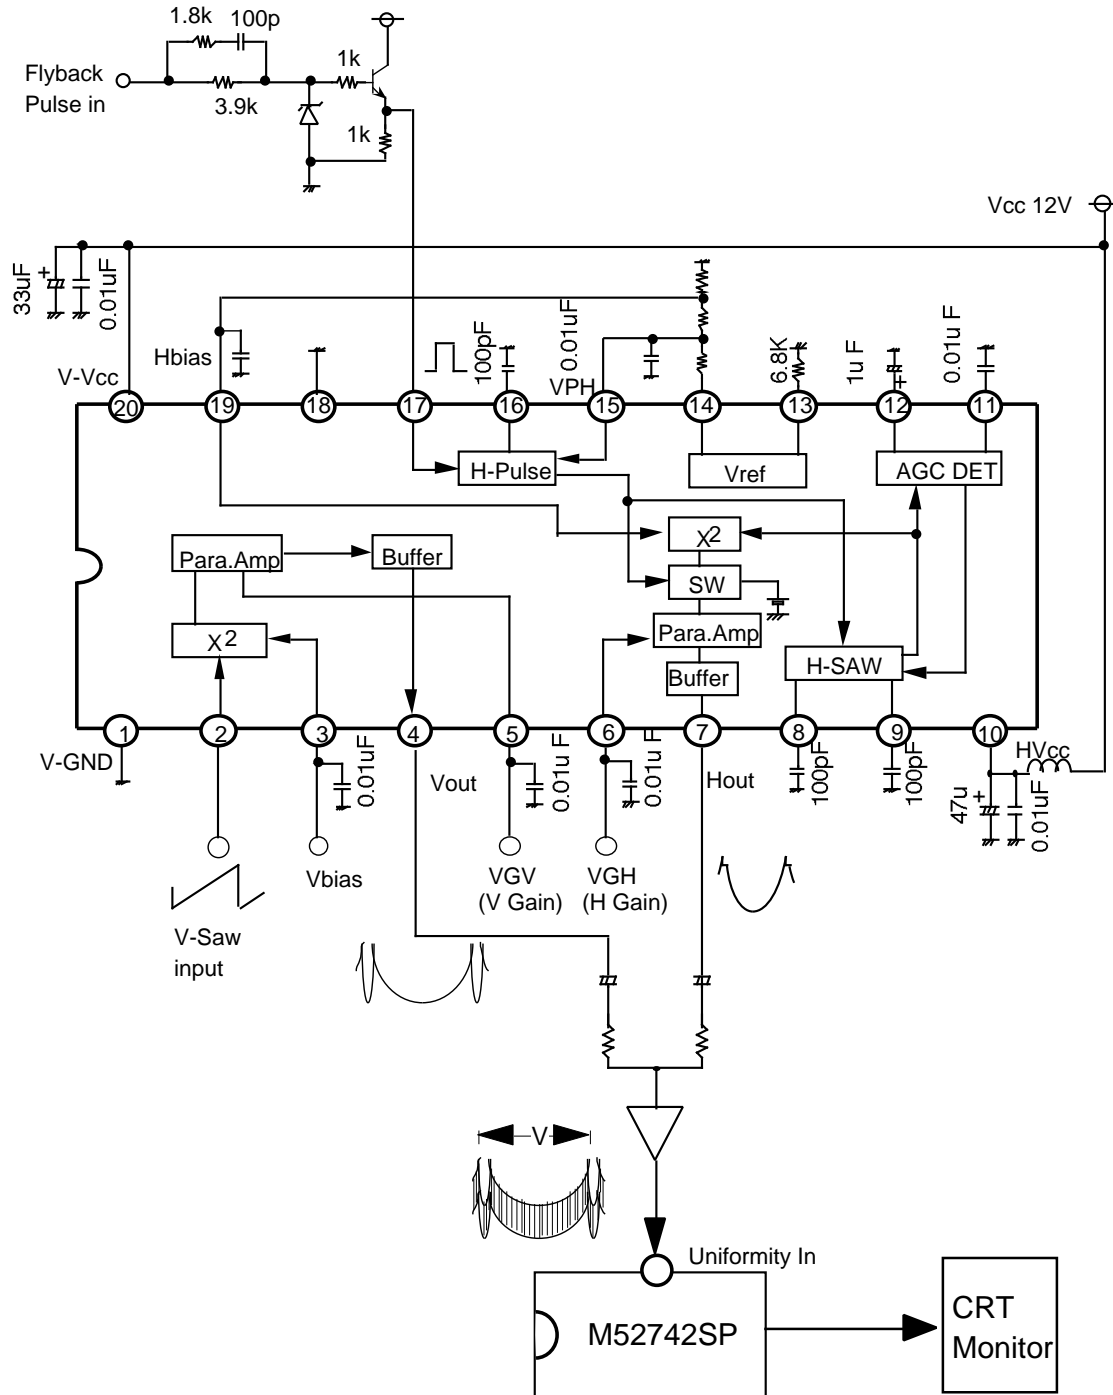 1.8k
100p
Flyback
Pulse in
3.9k
1k
1k
Vcc 12V
33uF
+
0.01uF
V-Vcc
Hbias
100pF
0.01uF
VPH
6.8K
1u F
+
0.01u F
20
19
18
17
16
15
14
13
12
11
H-Pulse
Vref
AGC DET
Para.Amp
Buffer
X2
SW
X2
Para.Amp
H-SAW
Buffer
1
2
3
4
5
6
7
8
9
10
V-GND
0.01uF
Vout
0.01u F
0.01u F
Hout
100pF
100pF
HVcc
47u
+
0.01uF
Vbias
VGV
(V Gain)
VGH
(H Gain)
V-Saw
input
V
Uniformity In
M52742SP
CRT
Monitor